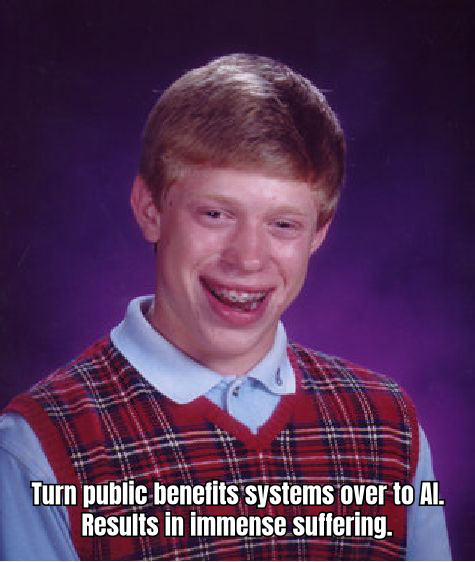 Turn public benefits systems over to AI.
Results in immense suffering.